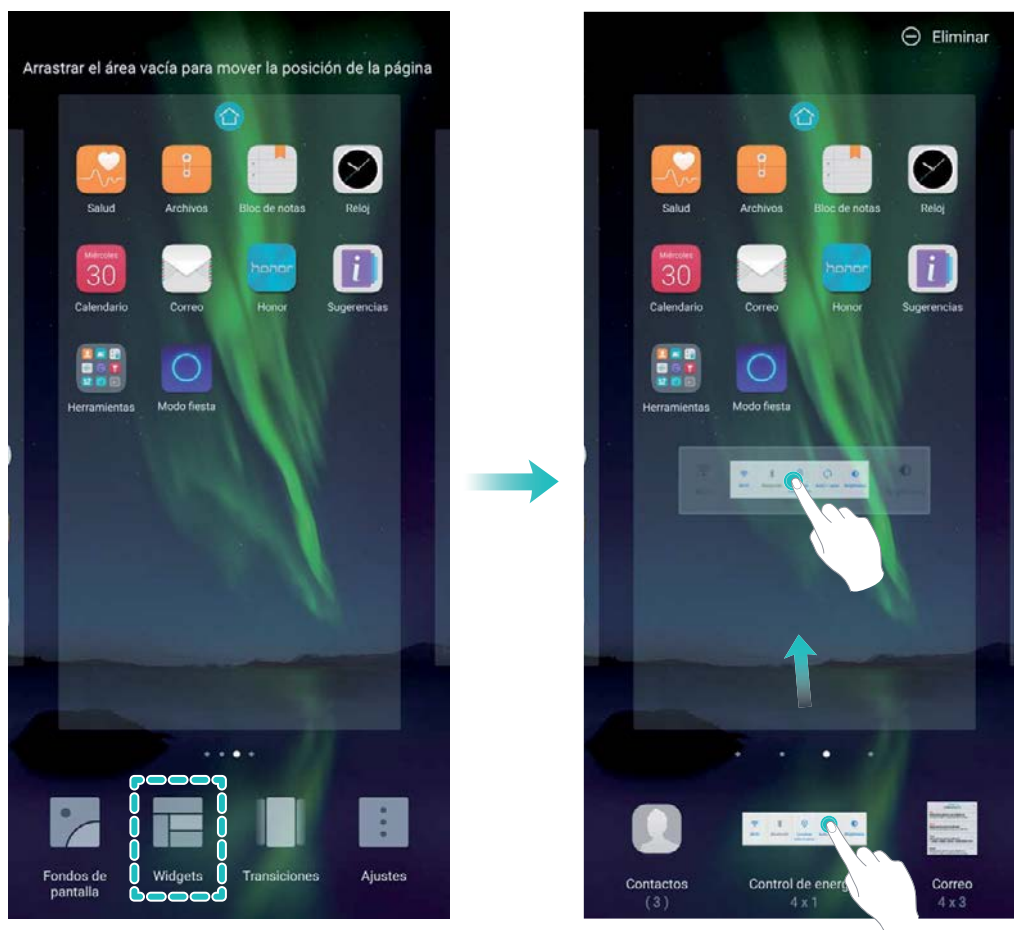 Arrastrar el área vacía para mover la posición de la página
Salud
Archivos
Bloc de notas
Reloj
Miércoles
30
honor
i
Calendario
Correo
Honor
Sugerencias
Herramientas
Modo fiesta
Fondos de
pantalla
Widgets
Transiciones
Ajustes
Eliminar
Salud
Archivos
Bloc de notas
Reloj
Miércoles
30
honor
i
Calendario
Correo
Honor
Sugerencias
Herramientas
Modo fiesta
Contactos
(3)
Control de energ
4 x 1
Correo
4 x 3